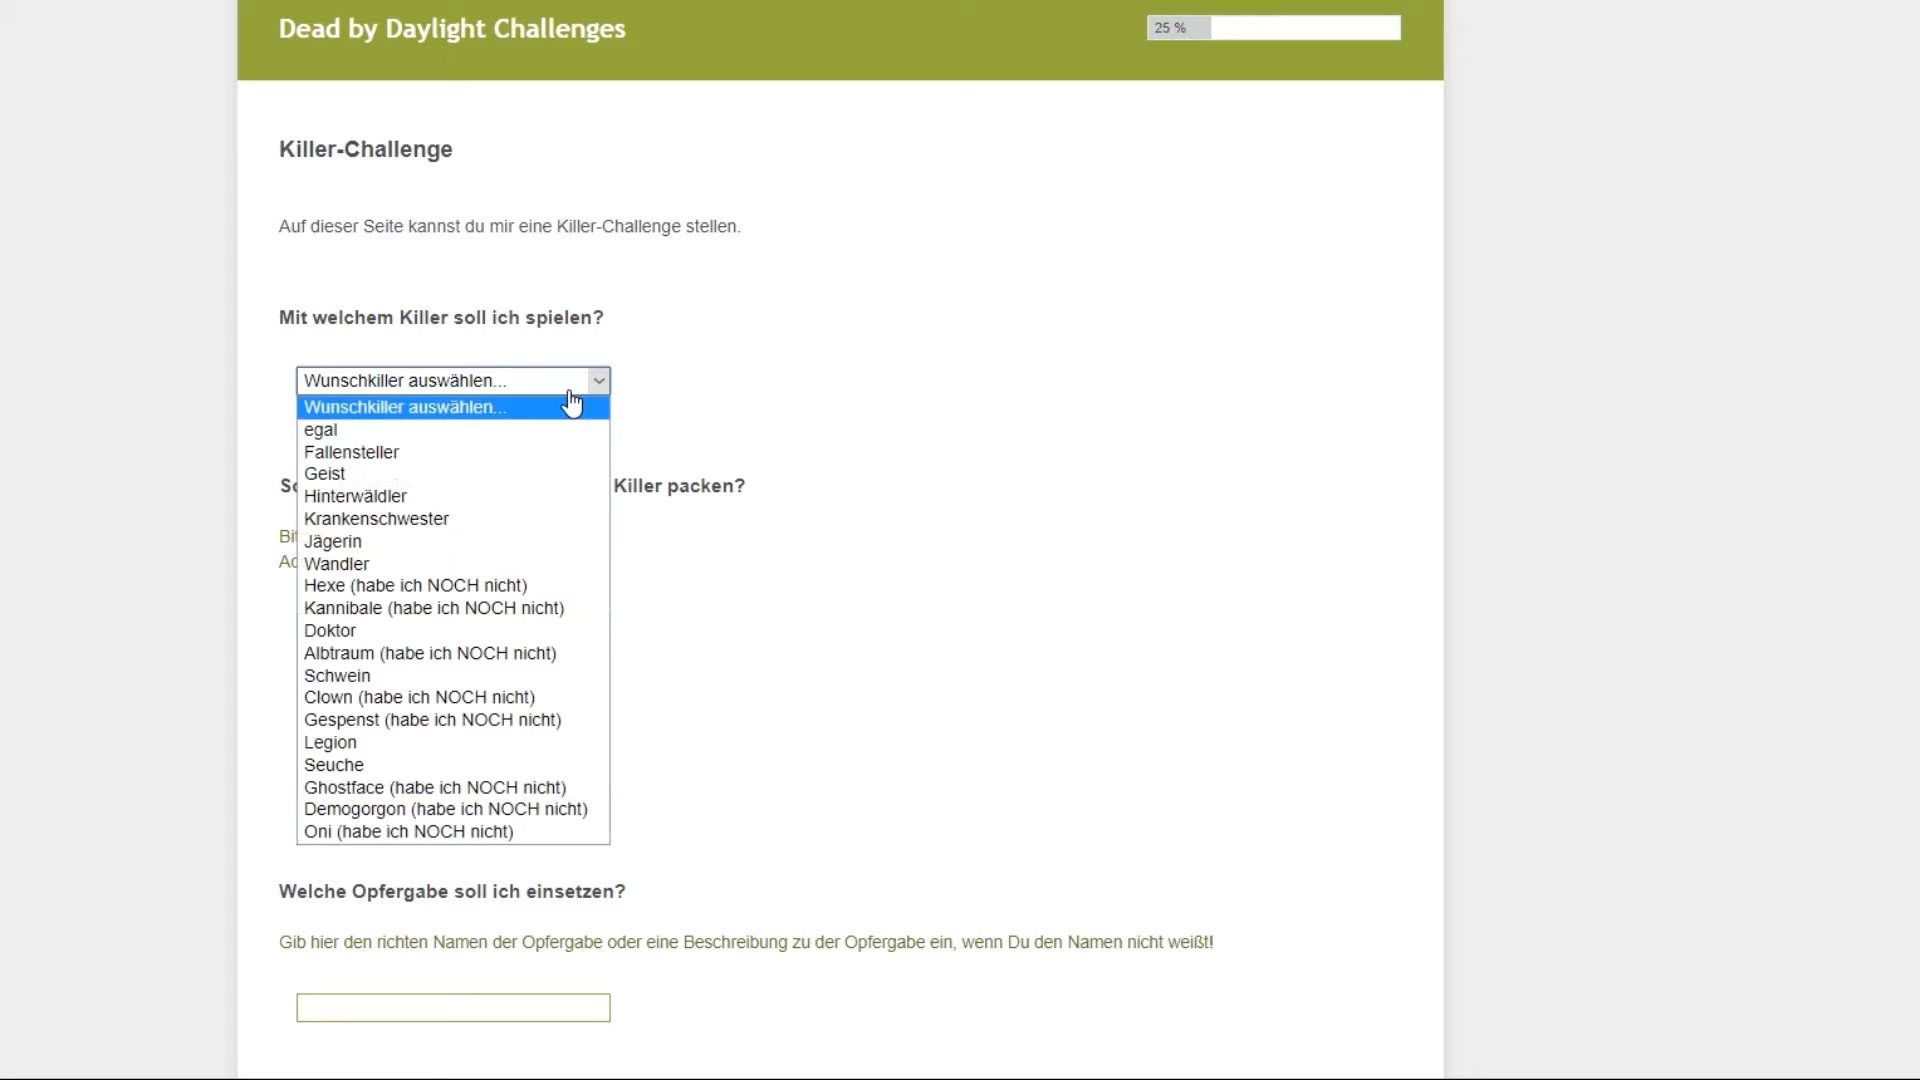 Dead by Daylight Challenges
25 %
Killer-Challenge
Auf dieser Seite kannst du mir eine Killer-Challenge stellen.
Mit welchem Killer soll ich spielen?
Wunschkiller auswählen...
Wunschkiller auswählen...
egal
Fallensteller
Geist
Killer packen?
Hinterwäldler
Krankenschwester
Jägerin
Wandler
Hexe (habe ich NOCH nicht)
Kannibale (habe ich NOCH nicht)
Doktor
Albtraum (habe ich NOCH nicht)
Schwein
Clown (habe ich NOCH nicht)
Gespenst (habe ich NOCH nicht)
Legion
Seuche
Ghostface (habe ich NOCH nicht)
Demogorgon (habe ich NOCH nicht)
Oni (habe ich NOCH nicht)
Welche Opfergabe soll ich einsetzen?
Gib hier den richten Namen der Opfergabe oder eine Beschreibung zu der Opfergabe ein, wenn Du den Namen nicht weißt!